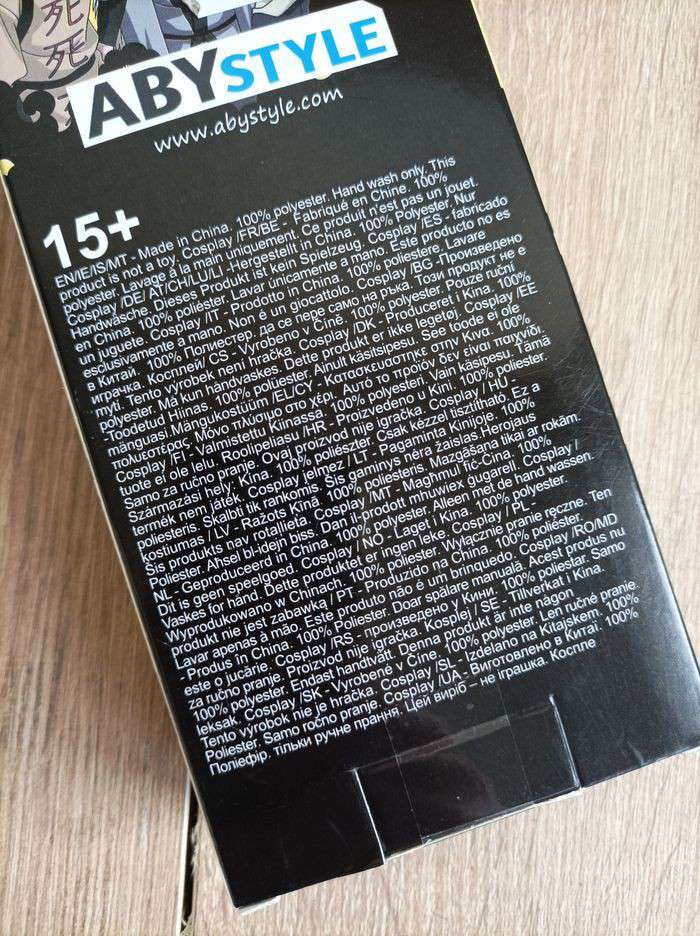 死
死
ABYSTYLE
www.abystyle.com
15+
EN/IE/IS/MT - Made in China. 100% polyester. Hand wash only. This
product is not a toy. Cosplay /FR/BE - Fabriqué en Chine. 100%
polyester. Lavage à la main uniquement. Ce produit n'est pas un jouet.
Cosplay /DE/ AT/CH/LU/LI -Hergestellt in China. 100% Polyester. Nur
Handwäsche. Dieses Produkt ist kein Spielzeug. Cosplay /ES - fabricado
en China. 100% poliéster. Lavar únicamente a mano. Este producto no es
un juguete. Cosplay /IT - Prodotto in China. 100% poliestere. Lavare
esclusivamente a mano. Non è un giocattolo. Cosplay /BG -Произведено
в Китай . 100% Полиестер. да се пере само на ръка. Този продукт не е
играчка. Косплей/ CS - Vyrobeno v Číně. 100% polyester. Pouze ruční
mytí. Tento výrobek není hračka. Cosplay /DK - Produceret i Kina. 100%
polyester. Må kun håndvaskes. Dette produkt er ikke legetøj. Cosplay /EE
-Toodetud Hiinas. 100% polüester. Ainult käsitsipesu. See toode ei ole
mänguasi. Mängukostüüm /EL/CY - Κατασκευάστηκε στην Κίνα. 100%
πολυεστέρας. Μόνο πλύσιμο στο χέρι. Αυτό το προϊόν δεν είναι παιχνίδι.
Cosplay /FI - Valmistettu Kiinassa . 100% polyesteri. Vain käsipesu. Tämä
tuote ei ole lelu. Roolipeliasu /HR - Proizvedeno u Kini. 100% poliester.
Samo za ručno pranje. Ovaj proizvod nije igračka. Cosplay / HU -
Származási hely: Kína. 100% poliészter. Csak kézzel tisztítható. Ez a
termék nem játék. Cosplay jelmez / LT - Pagaminta Kinijoje. 100%
poliesteris. Skalbti tik rankomis. Šis gaminys nėra žaislas Herojaus
kostiumas / LV - Ražots Ķīnā. 100% poliesteris. Mazgāšana tikai ar rokām.
Šis produkts nav rotaļlieta. Cosplay /MT - Magħmul fiċ-Ċina. 100%
Poliester. Aħsel bl-idejn biss. Dan il-prodott mhuwiex ġugarell. Cosplay /
NL - Geproduceerd in China. 100% polyester. Alleen met de hand wassen.
Dit is geen speelgoed. Cosplay / NO - Laget i Kina. 100% polyester.
Vaskes for hånd. Dette produktet er ingen leke. Cosplay / PL -
Wyprodukowano w Chinach. 100% poliester. Wyłącznie pranie ręczne. Ten
produkt nie jest zabawką / PT - Produzido na China. 100% poliéster.
Lavar apenas à mão. Este produto não é um brinquedo. Cosplay /RO/MD
- Produs în China. 100% Poliester. Doar spălare manuală. Acest produs nu
este o jucărie. Cosplay /RS - произведено у Кини. 100% poliestar. Samo
za ručno pranje. Proizvod nije igračka. Kosplej / SE - Tillverkat i Kina.
100% polyester. Endast handtvätt. Denna produkt är inte någon
leksak. Cosplay /SK - Vyrobené v Číne. 100% polyester. Len ručné pranie.
Tento výrobok nie je hračka. Cosplay /SL - Izdelano na Kitajskem. 100%
Poliester. Samo ročno pranje. Cosplay /UA - Виготовлено в Китаї. 100%
Поліефір. тільки ручне прання. Цей виріб – не іграшка. Коспле